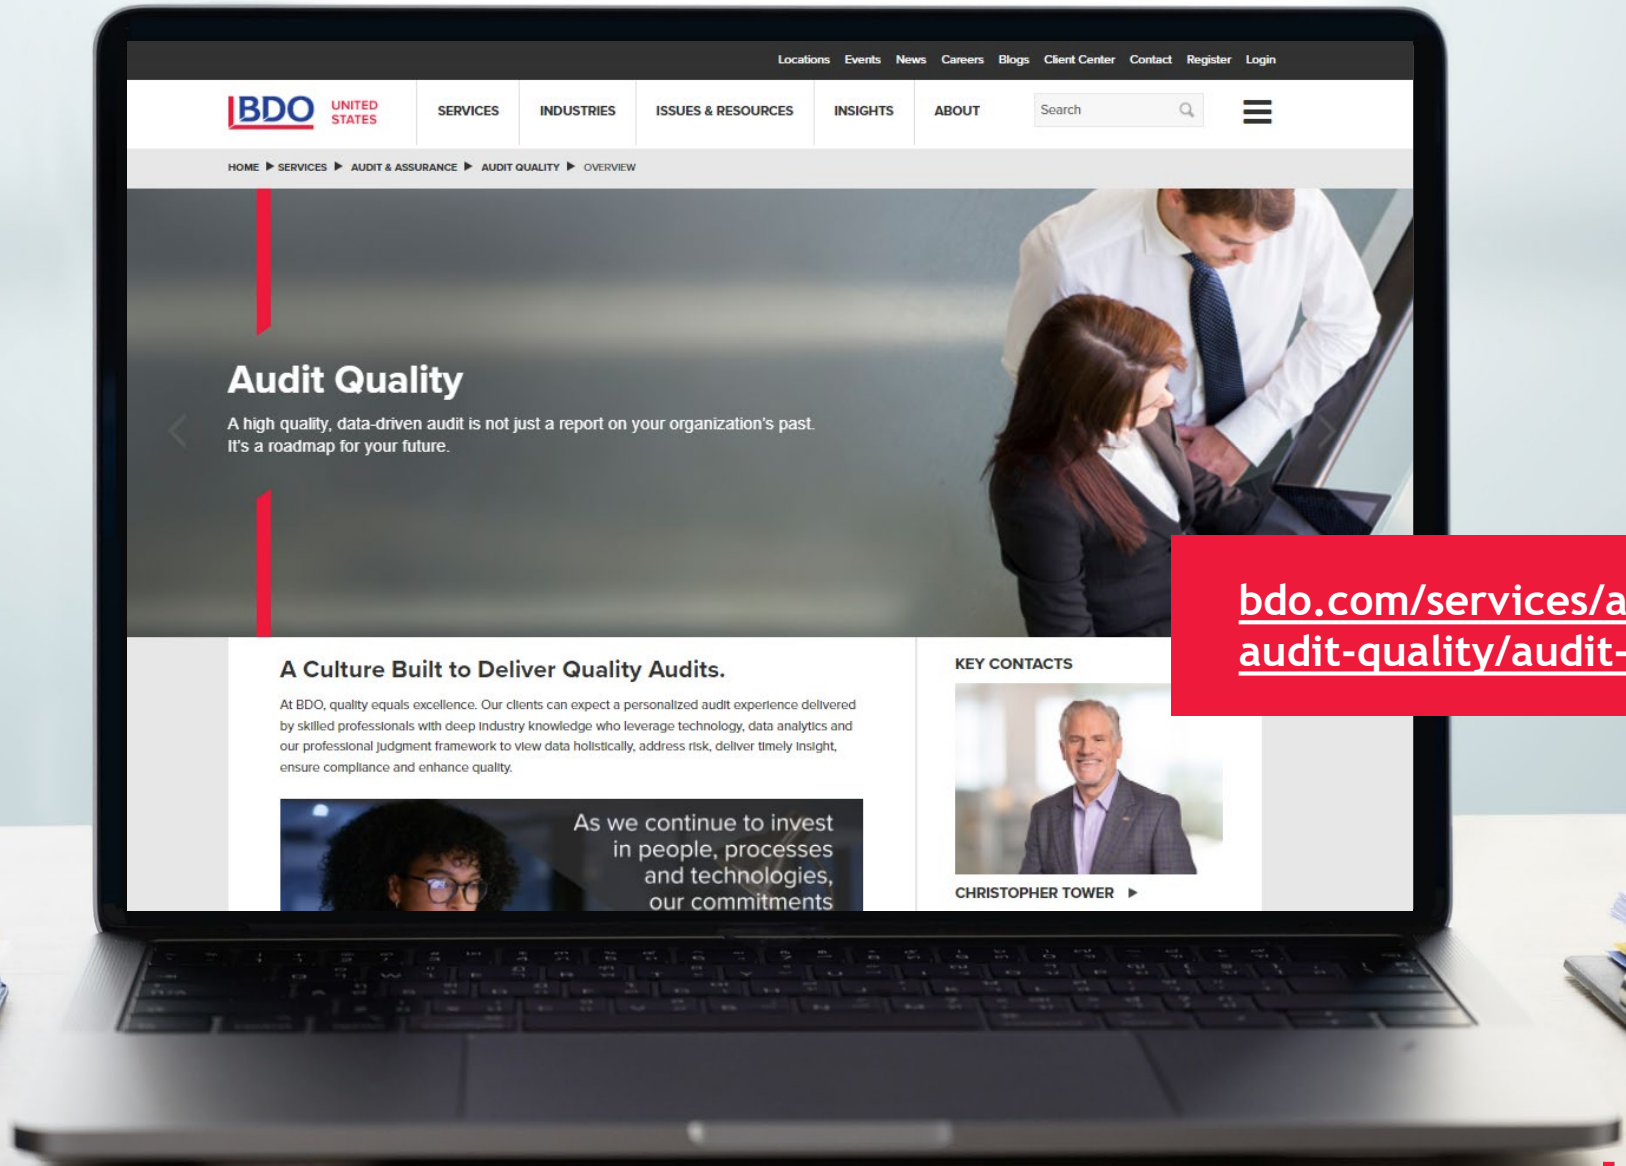 Locations Events News Careers Blogs Client Center Contact Register Login
BDO UNITED STATES
SERVICES INDUSTRIES ISSUES & RESOURCES INSIGHTS ABOUT Search
HOME ▶ SERVICES ▶ AUDIT & ASSURANCE ▶ AUDIT QUALITY ▶ OVERVIEW
Audit Quality
A high quality, data-driven audit is not just a report on your organization's past.
It's a roadmap for your future.
bdo.com/services/a
audit-quality/audit-
A Culture Built to Deliver Quality Audits.
At BDO, quality equals excellence. Our clients can expect a personalized audit experience delivered
by skilled professionals with deep industry knowledge who leverage technology, data analytics and
our professional judgment framework to view data holistically, address risk, deliver timely insight,
ensure compliance and enhance quality.
As we continue to invest
in people, processes
and technologies,
our commitments
KEY CONTACTS
CHRISTOPHER TOWER ▶